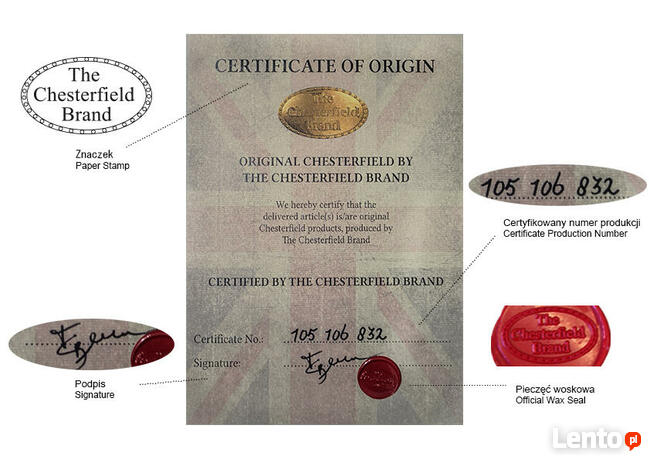 The
Chesterfield
Brand
Znaczek
Paper Stamp
CERTIFICATE OF ORIGIN
The
Chesterfield
Brand
ORIGINAL CHESTERFIELD BY
THE CHESTERFIELD BRAND
We hereby certify that the
delivered article(s) is/are original
Chesterfield products, produced by
The Chesterfield Brand
CERTIFIED BY THE CHESTERFIELD BRAND
Certificate No.: 105 106 832
Signature:
105 106 832
Certyfikowany numer produkcji
Certificate Production Number
Podpis
Signature
The
Chesterfield
Brand
Pieczęć woskowa
Official Wax Seal
Lento.pl